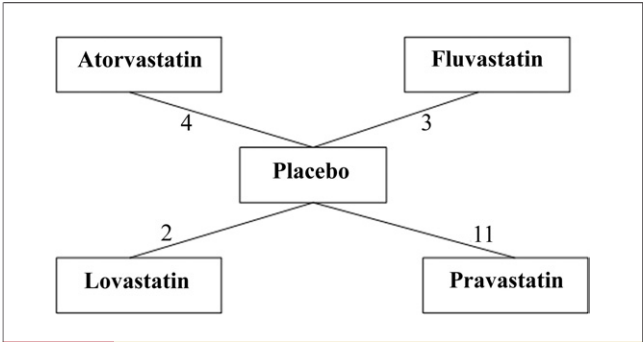 Atorvastatin
Fluvastatin
4
3
Placebo
2
11
Lovastatin
Pravastatin